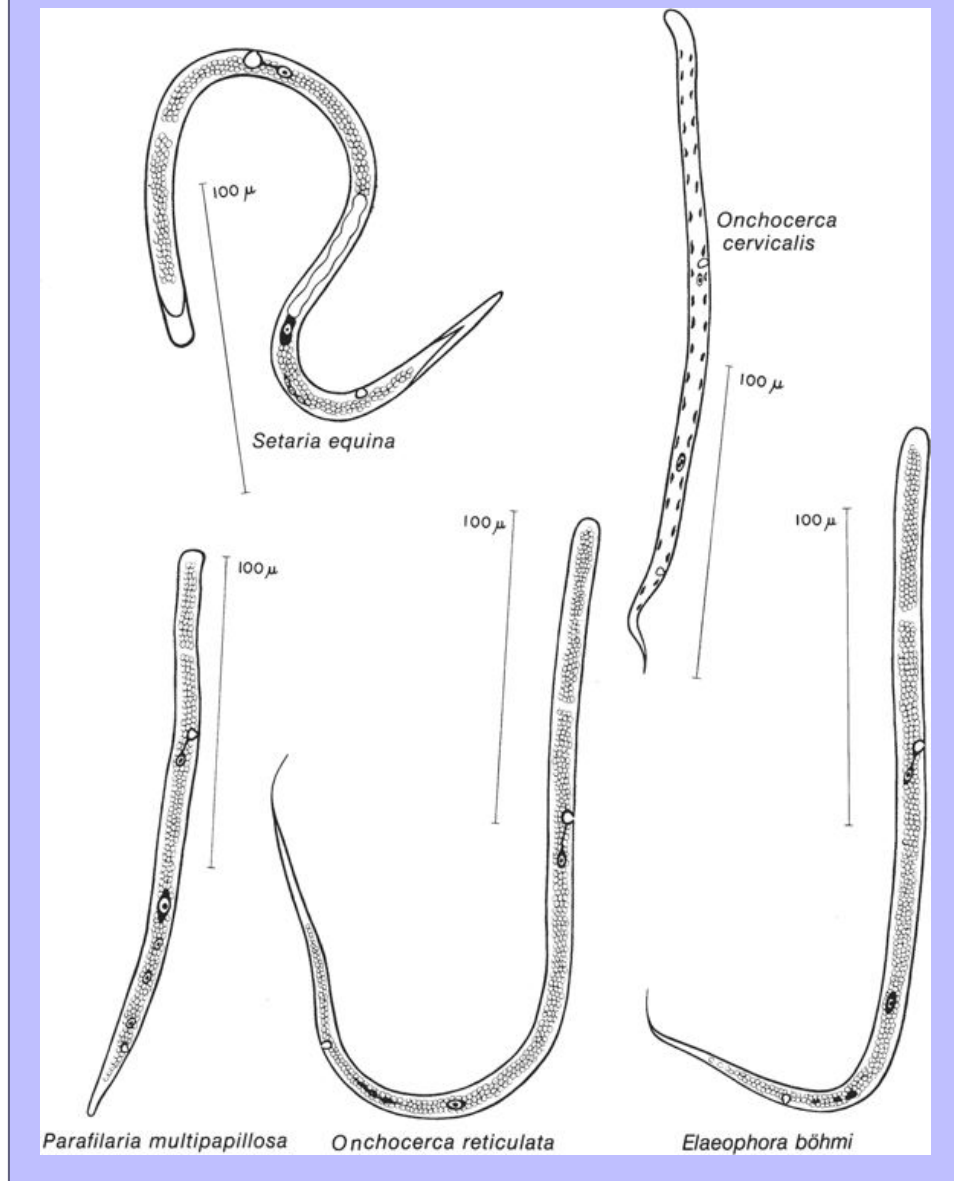 100 μ
Onchocerca
cervicalis
100 μ
Setaria equina
100 μ
100 μ
100 μ
Parafilaria multipapillosa
Onchocerca reticulata
Elaeophora böhmi